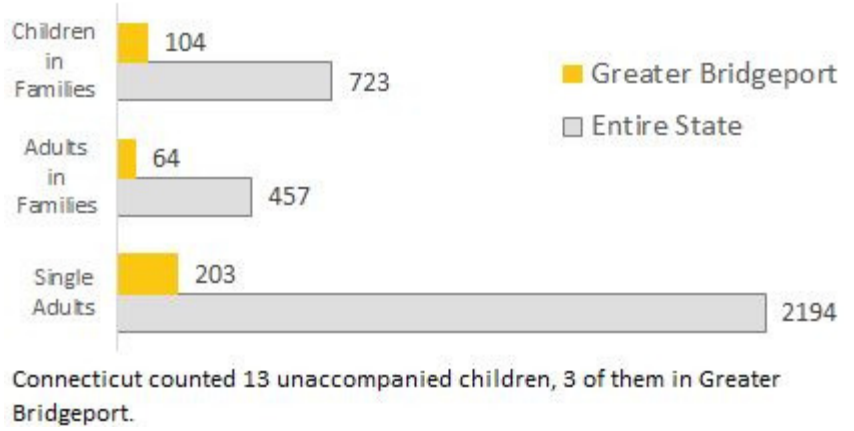 Children
in
Families
104
723
Adults
in
Families
64
457
Single
Adults
203
2194
Greater Bridgeport
Entire State
Connecticut counted 13 unaccompanied children, 3 of them in Greater
Bridgeport.